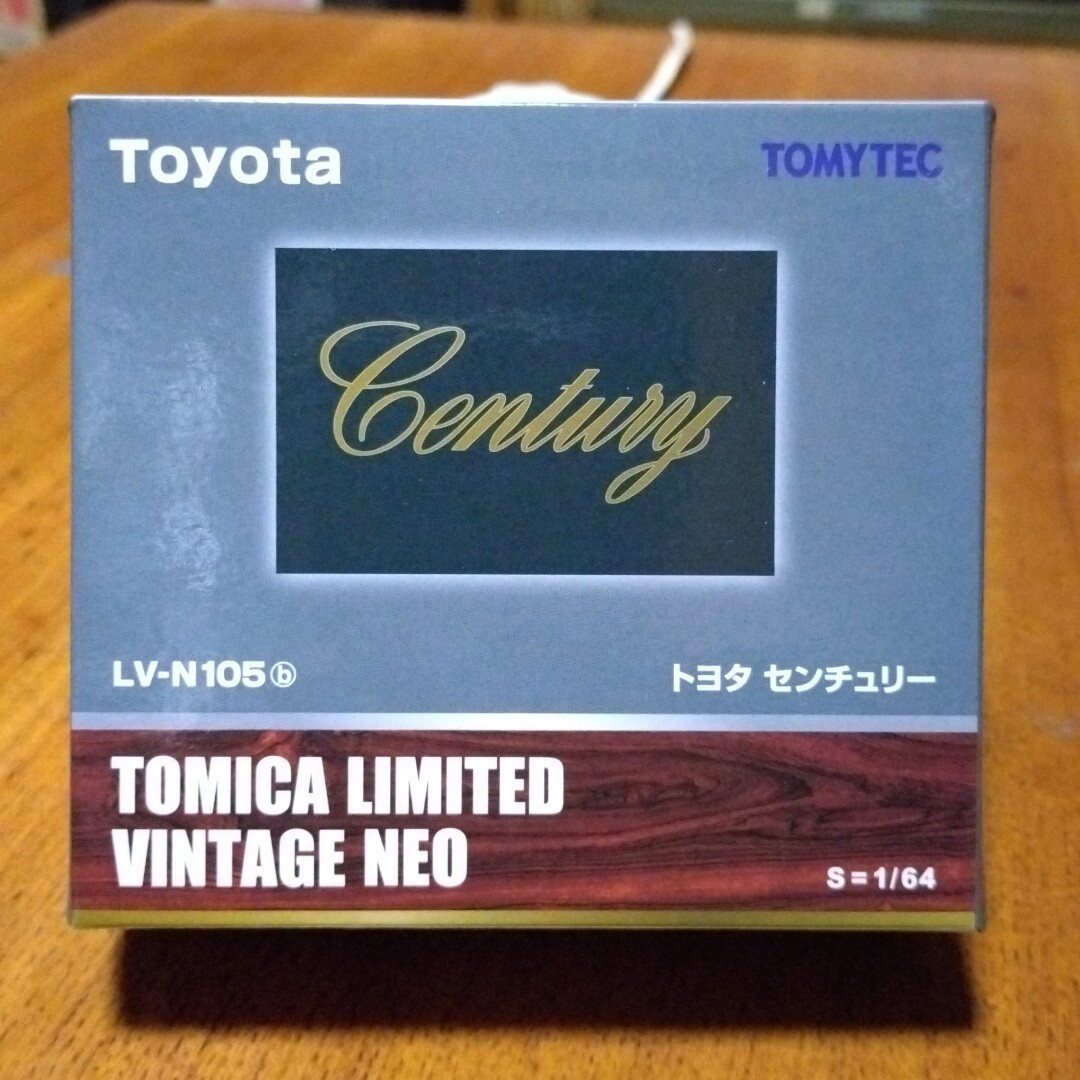 Toyota
TOMYTEC
Century
LV-N105ⓑ
トヨタ センチュリー
TOMICA LIMITED
VINTAGE NEO
S=1/64